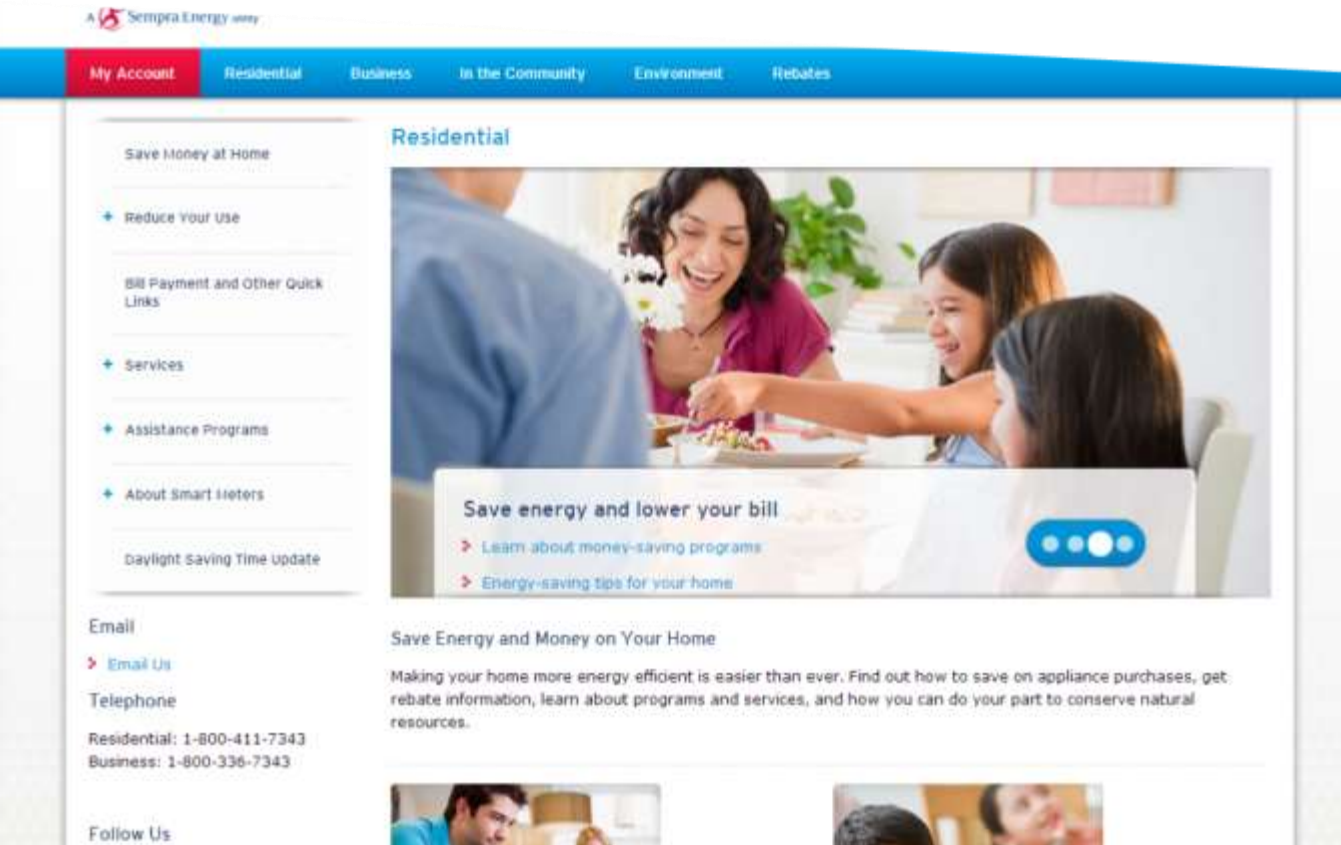 A Sempra Energy utility
My Account
Residential
Business
In the Community
Environment
Rebates
Save Money at Home
Reduce Your Use
Bill Payment and Other Quick
Links
Services
Assistance Programs
About Smart Meters
Daylight Saving Time Update
Email
Email Us
Telephone
Residential: 1-800-411-7343
Business: 1-800-336-7343
Follow Us
Residential
Save energy and lower your bill
Learn about money-saving programs
Energy-saving tips for your home
Save Energy and Money on Your Home
Making your home more energy efficient is easier than ever. Find out how to save on appliance purchases, get
rebate information, learn about programs and services, and how you can do your part to conserve natural
resources.